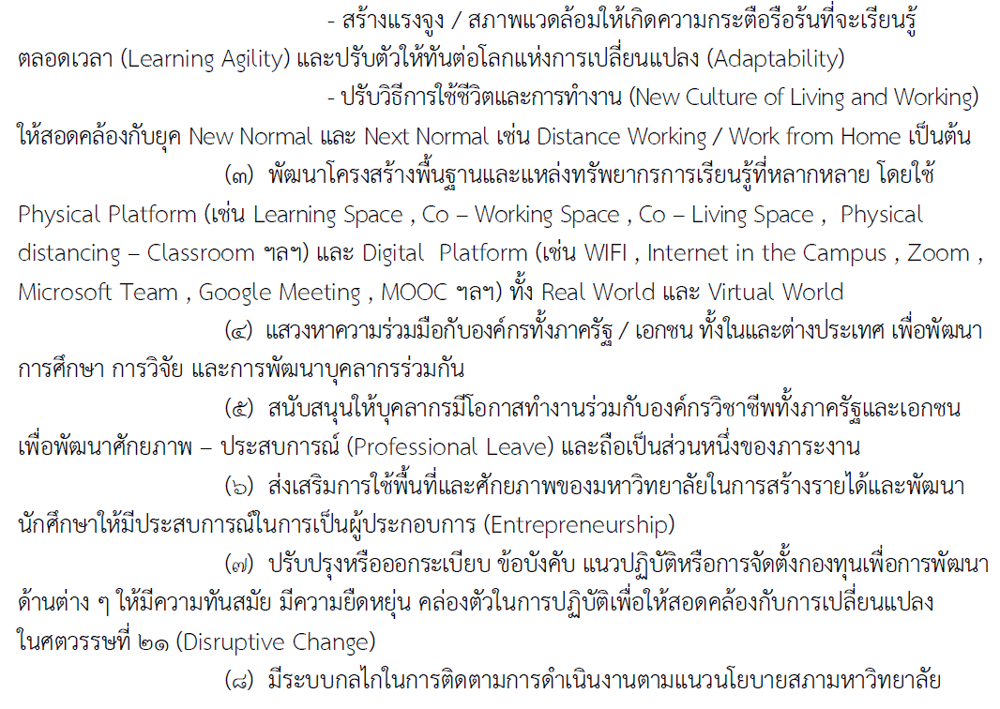 - สร้างแรงจูง / สภาพแวดล้อมให้เกิดความกระตือรือร้นที่จะเรียนรู้
ตลอดเวลา (Learning Agility) และปรับตัวให้ทันต่อโลกแห่งการเปลี่ยนแปลง (Adaptability)
- ปรับวิธีการใช้ชีวิตและการทำงาน (New Culture of Living and Working)
ให้สอดคล้องกับยุค New Normal และ Next Normal เช่น Distance Working / Work from Home เป็นต้น
(๓) พัฒนาโครงสร้างพื้นฐานและแหล่งทรัพยากรการเรียนรู้ที่หลากหลาย โดยใช้
Physical Platform (เช่น Learning Space , Co – Working Space , Co – Living Space , Physical
distancing – Classroom ฯลฯ) และ Digital Platform (เช่น WIFI , Internet in the Campus , Zoom ,
Microsoft Team , Google Meeting , MOOC ฯลฯ) ทั้ง Real World และ Virtual World
(๔) แสวงหาความร่วมมือกับองค์กรทั้งภาครัฐ / เอกชน ทั้งในและต่างประเทศ เพื่อพัฒนา
การศึกษา การวิจัย และการพัฒนาบุคลากรร่วมกัน
(๕) สนับสนุนให้บุคลากรมีโอกาสทำงานร่วมกับองค์กรวิชาชีพทั้งภาครัฐและเอกชน
เพื่อพัฒนาศักยภาพ – ประสบการณ์ (Professional Leave) และถือเป็นส่วนหนึ่งของภาระงาน
(๖) ส่งเสริมการใช้พื้นที่และศักยภาพของมหาวิทยาลัยในการสร้างรายได้และพัฒนา
นักศึกษาให้มีประสบการณ์ในการเป็นผู้ประกอบการ (Entrepreneurship)
(๗) ปรับปรุงหรือออกระเบียบ ข้อบังคับ แนวปฏิบัติหรือการจัดตั้งกองทุนเพื่อการพัฒนา
ด้านต่าง ๆ ให้มีความทันสมัย มีความยืดหยุ่น คล่องตัวในการปฏิบัติเพื่อให้สอดคล้องกับการเปลี่ยนแปลง
ในศตวรรษที่ ๒๑ (Disruptive Change)
(๘) มีระบบกลไกในการติดตามการดำเนินงานตามแนวนโยบายสภามหาวิทยาลัย